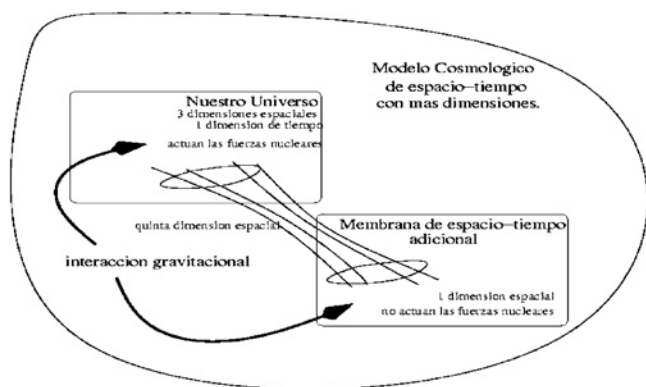 Modelo Cosmologico
de espacio-tiempo
con mas dimensiones.
Nuestro Universo
3 dimensiones espaciales
1 dimension de tiempo
actuan las fuerzas nucleares
quinta dimension espacial
Membrana de espacio-tiempo
adicional
interaccion gravitacional
1 dimension espacial
no actuan las fuerzas nucleares